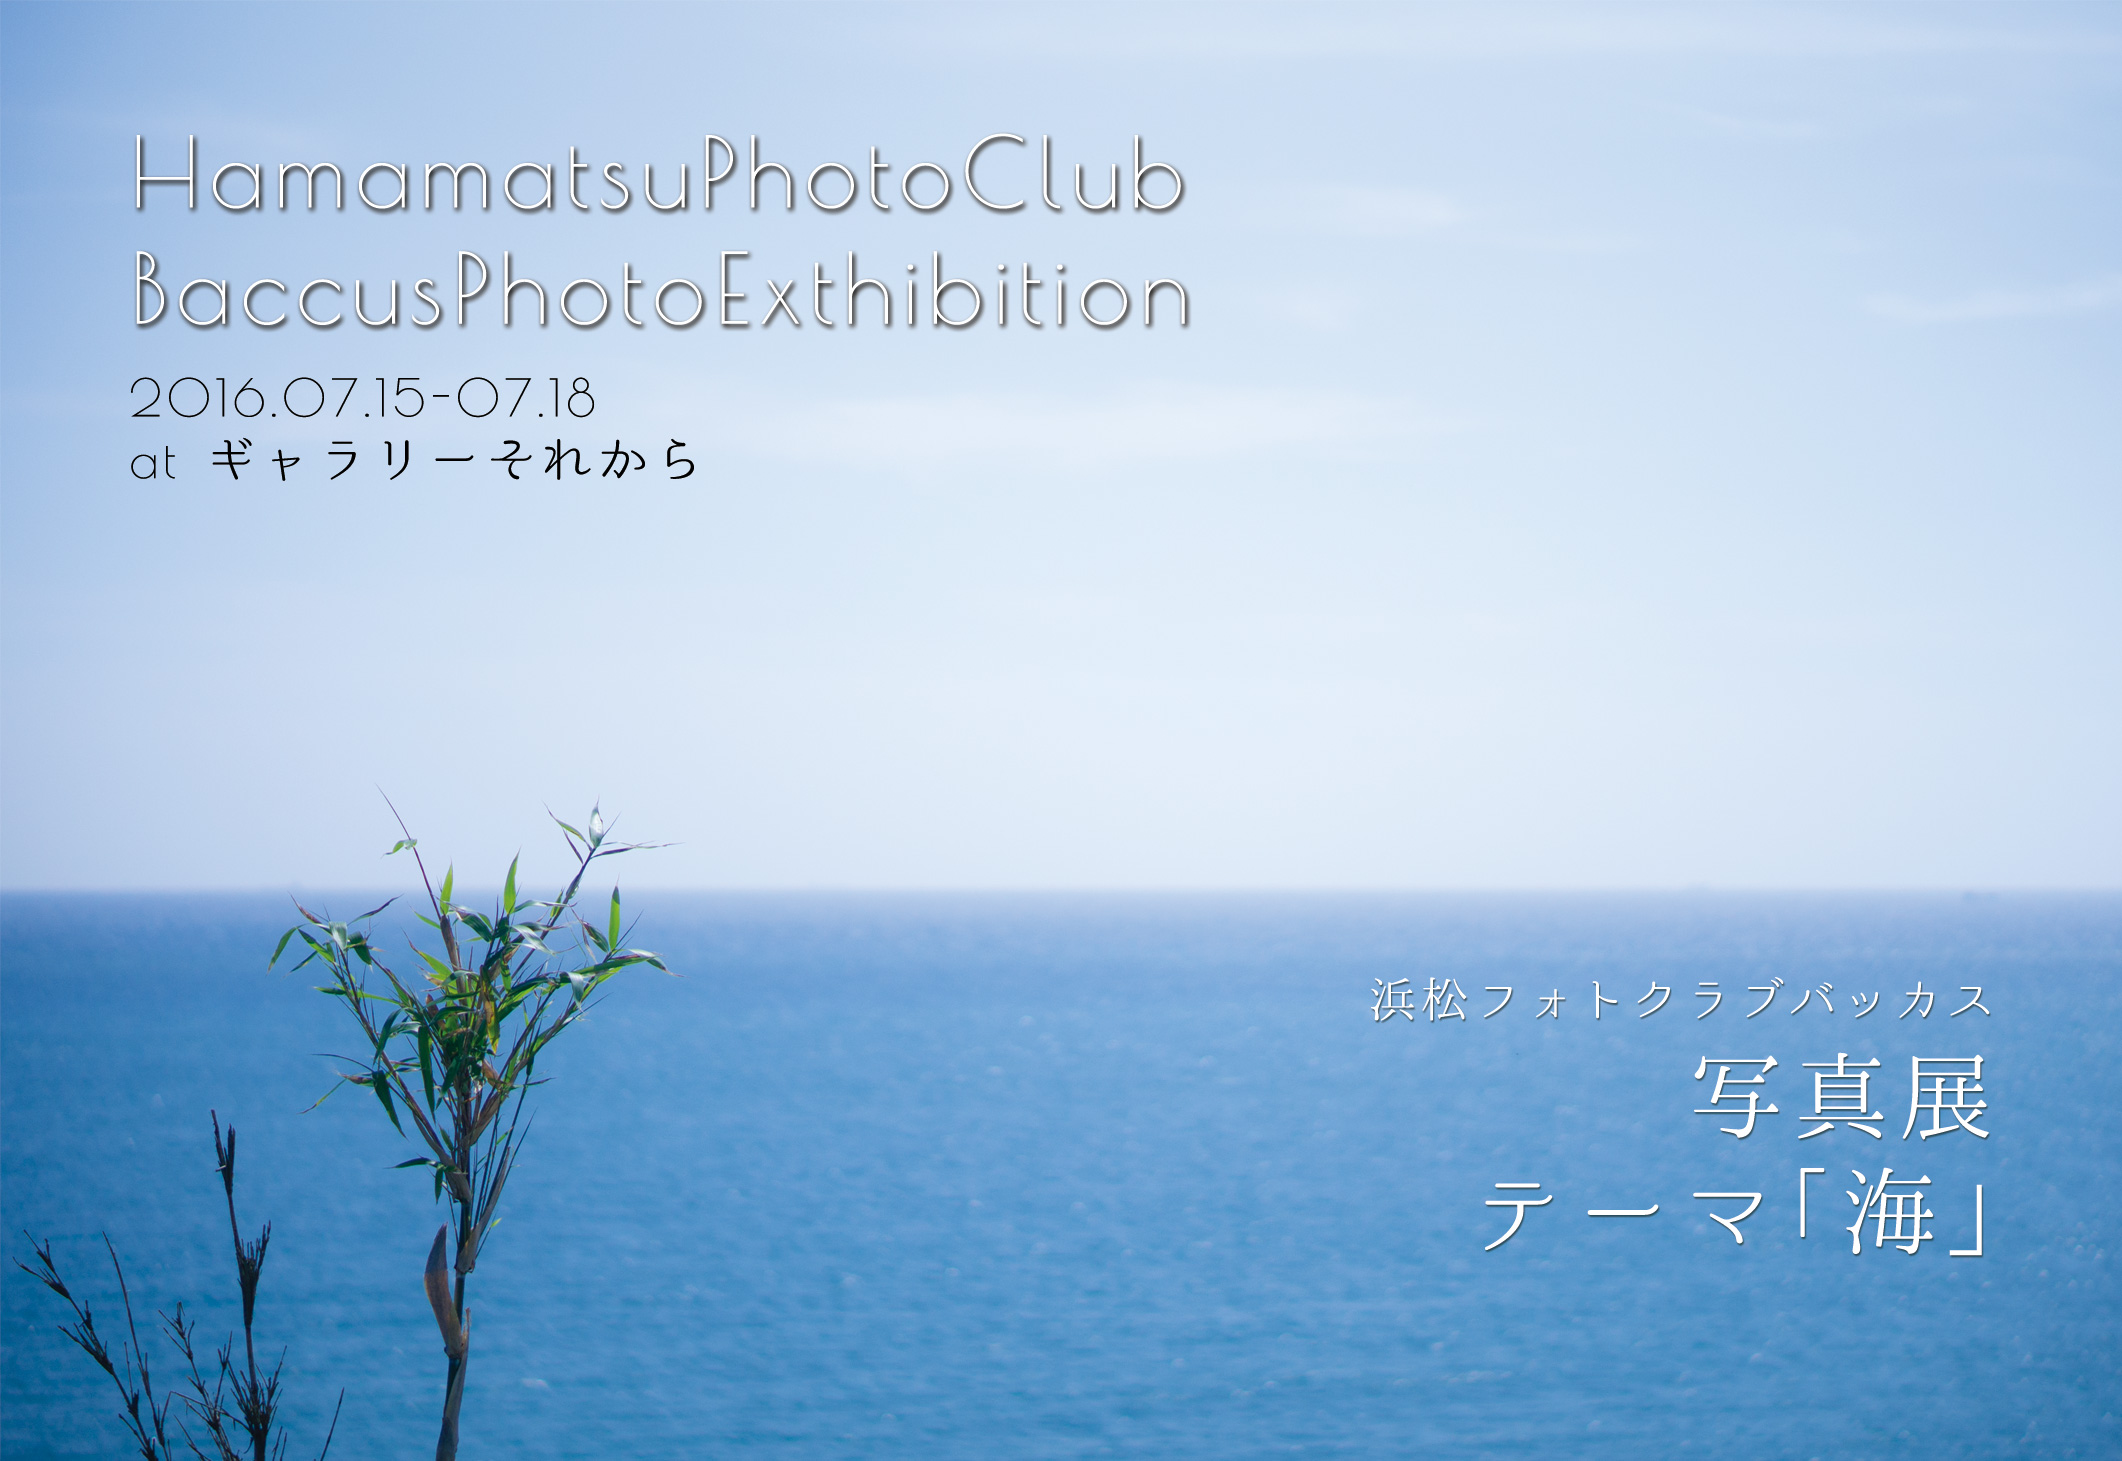 HamamatsuPhotoClub
BaccusPhotoExthibition
2016.07.15-07.18
at ギャラリーそれから
浜松フォトクラブバッカス
写真展
テーマ「海」